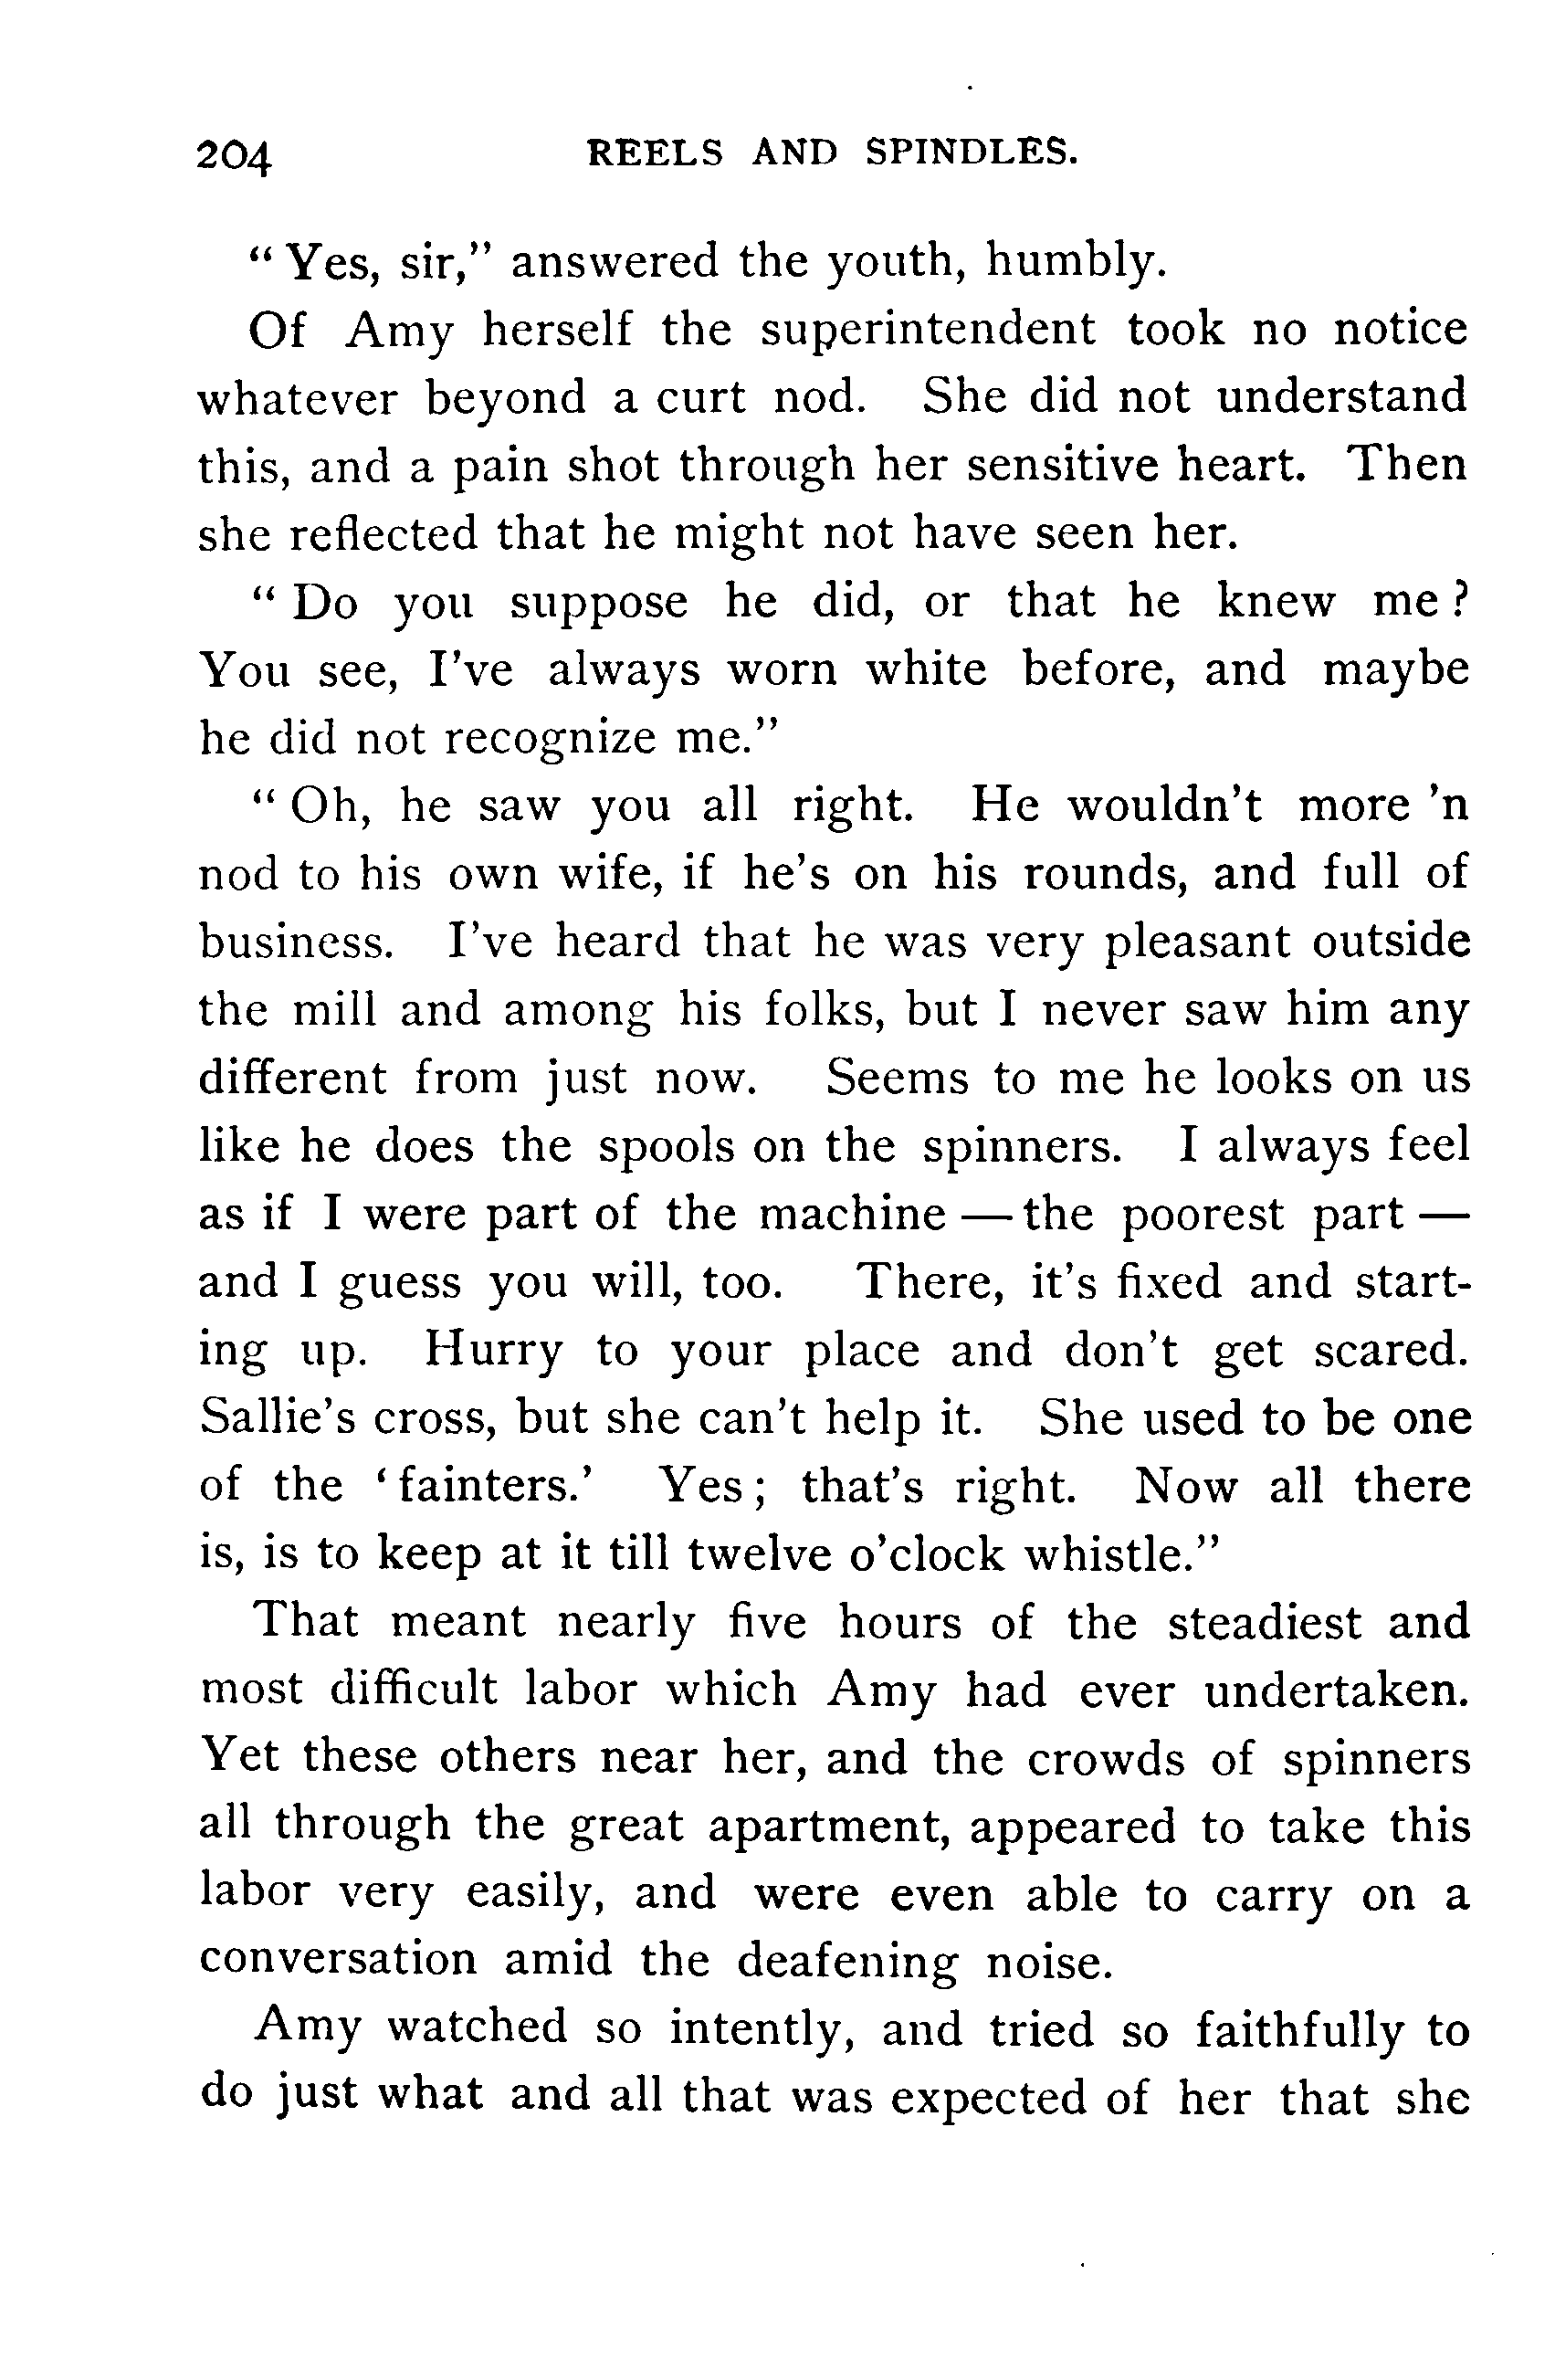 204 REELS AND SPINDLES.
“ Yes, sir,” answered the youth, humbly.
Of Amy herself the superintendent took no notice
whatever beyond a curt nod. She did not understand
this, and a pain shot through her sensitive heart. Then
she reflected that he might not have seen her.
“ Do you suppose he did, or that he knew me ?
You see, I’ve always worn white before, and maybe
he did not recognize me.”
“ Oh, he saw you all right. He wouldn’t more ’n
nod to his own wife, if he’s on his rounds, and full of
business. I’ve heard that he was very pleasant outside
the mill and among his folks, but I never saw him any
different from just now. Seems to me he looks on us
like he does the spools on the spinners. I always feel
as if I were part of the machine — the poorest part —
and I guess you will, too. There, it’s fixed and start-
ing up. Hurry to your place and don’t get scared.
Sallie’s cross, but she can’t help it. She used to be one
of the ‘ fainters.’ Yes ; that’s right. Now all there
is, is to keep at it till twelve o’clock whistle.”
That meant nearly five hours of the steadiest and
most difficult labor which Amy had ever undertaken.
Yet these others near her, and the crowds of spinners
all through the great apartment, appeared to take this
labor very easily, and were even able to carry on a
conversation amid the deafening noise.
Amy watched so intently, and tried so faithfully to
do just what and all that was expected of her that she